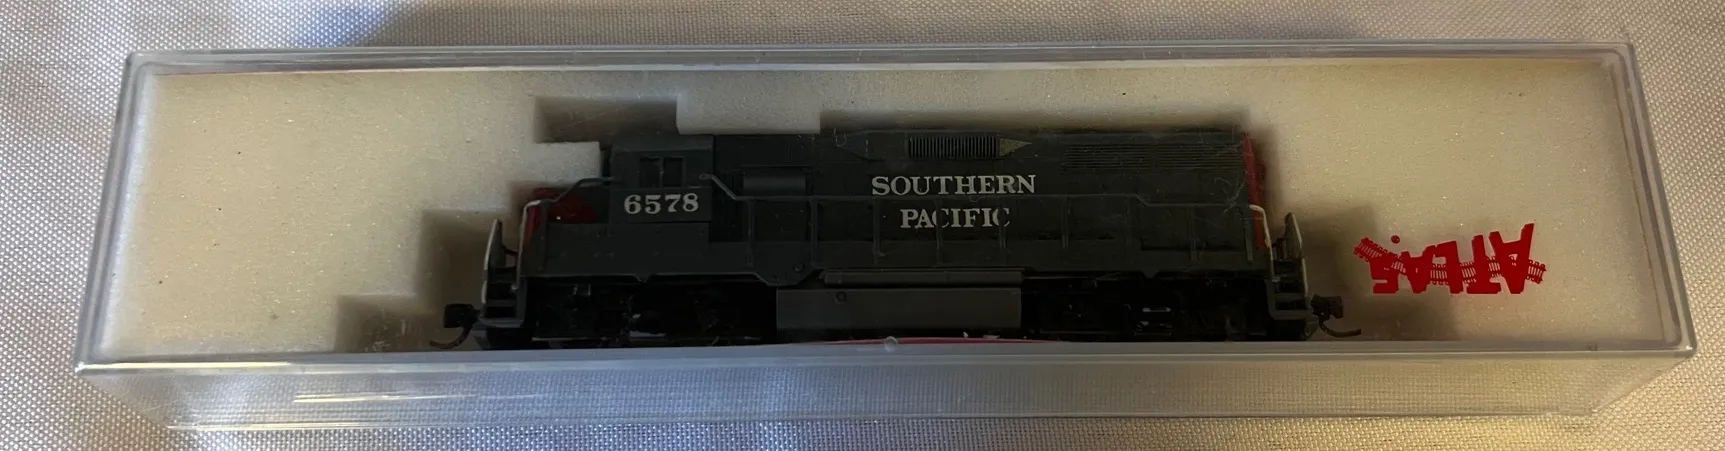 6578
SOUTHERN
PACIFIC
ATLAS